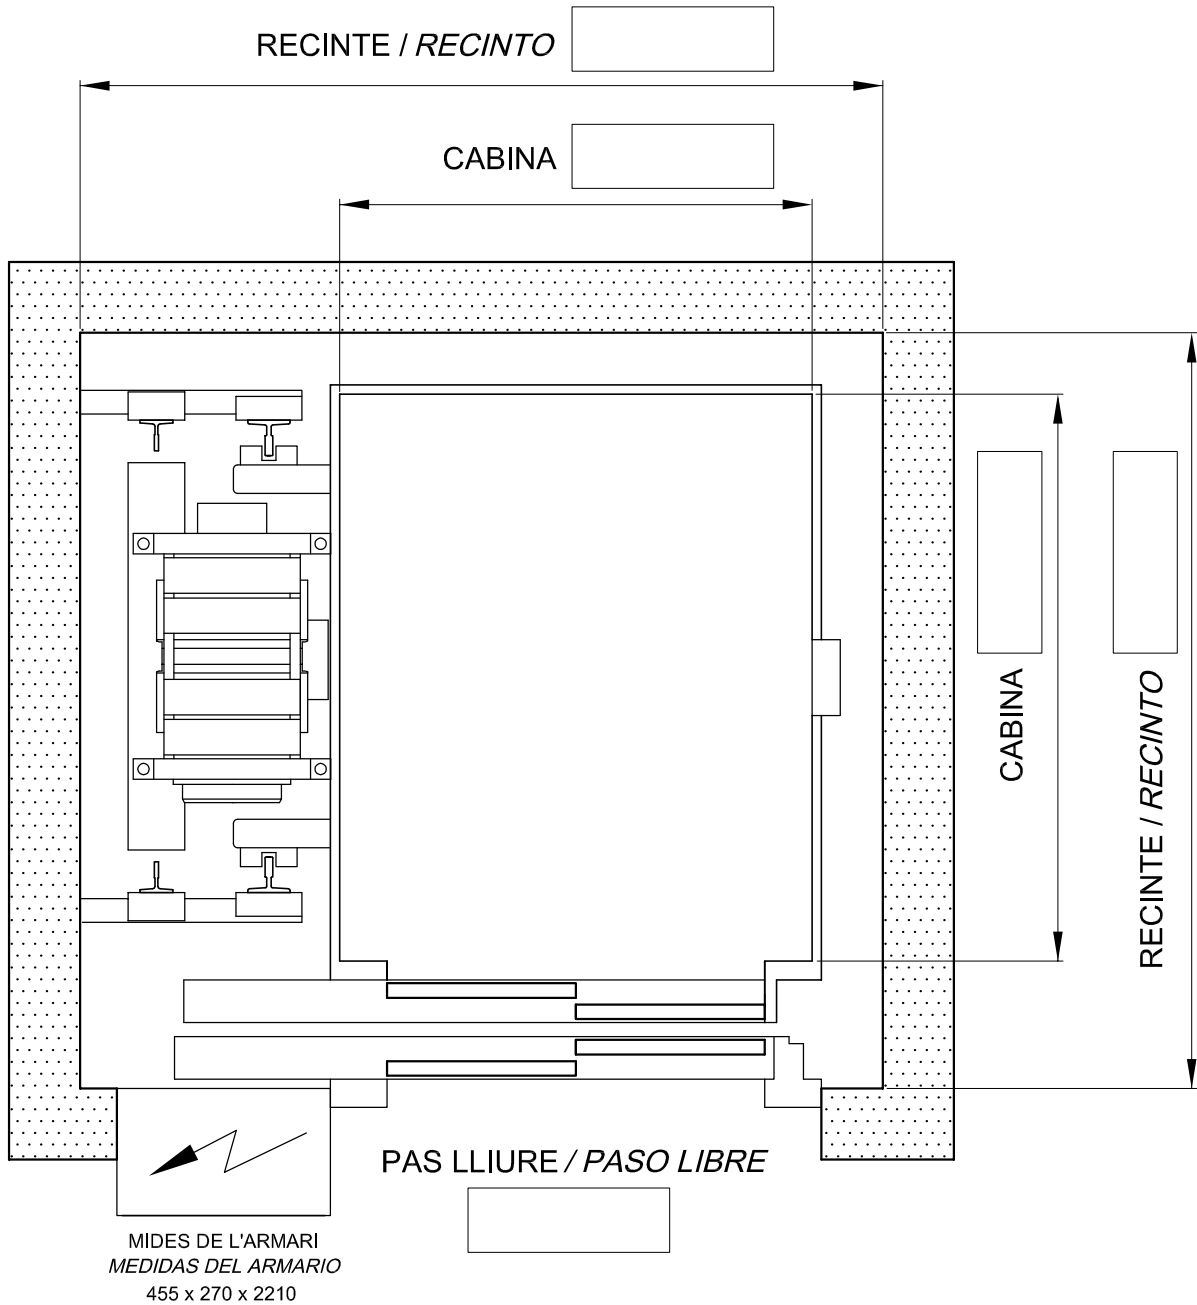 RECINTE / RECINTO
CABINA
CABINA
RECINTE / RECINTO
PAS LLIURE / PASO LIBRE
MIDES DE L'ARMARI
MEDIDAS DEL ARMARIO
455 x 270 x 2210